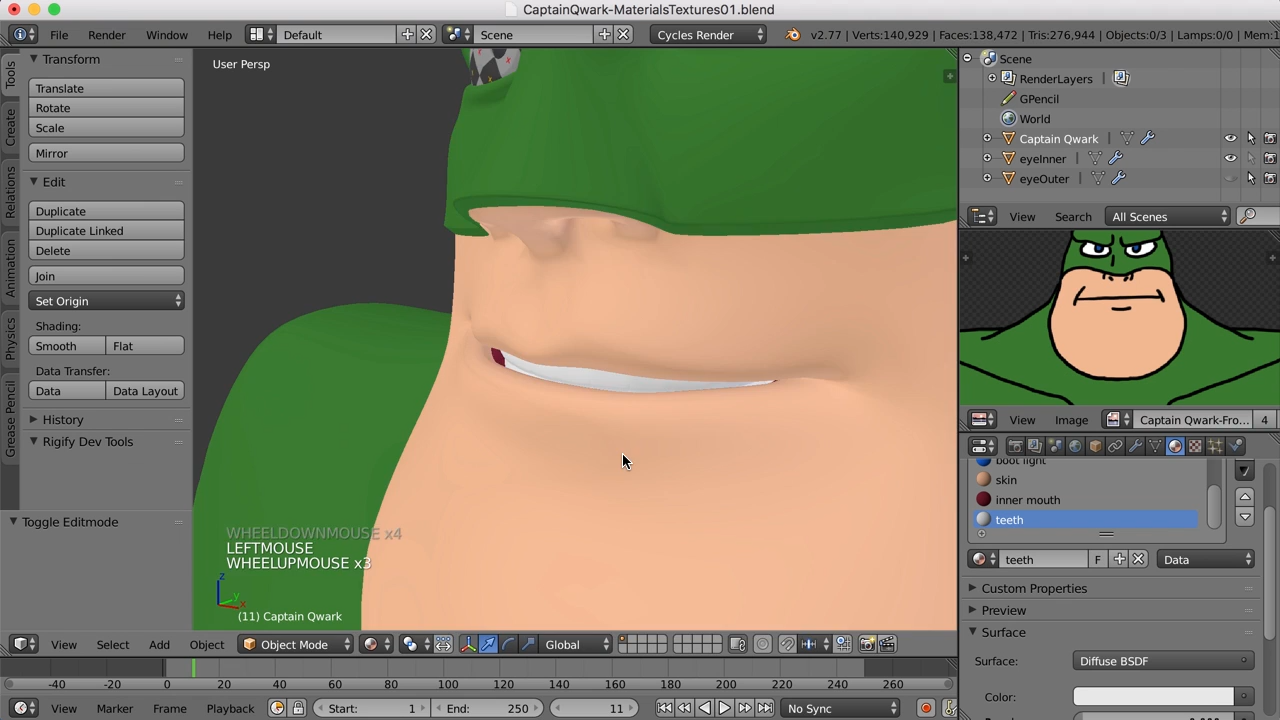 CaptainQwark-MaterialsTextures01.blend
File Render Window Help Default Scene Cycles Render v2.77 | Verts:140,929 | Faces:138,472 | Tris:276,944 | Objects:0/3 | Lamps:0/0 | Mem:1
Tools
Create
Relations
Animation
Physics
Grease Pencil
Transform
Translate
Rotate
Scale
Mirror
Edit
Duplicate
Duplicate Linked
Delete
Join
Set Origin
Shading:
Smooth Flat
Data Transfer:
Data Data Layout
History
Rigify Dev Tools
Toggle Editmode
User Persp
WHEELDOWNMOUSE x4
LEFTMOUSE
WHEELUPMOUSE x3
z
y
x
(11) Captain Qwark
View Select Add Object Object Mode Global
-40 -20 0 20 40 60 80 100 120 140 160 180 200 220 240 260
View Marker Frame Playback Start: 1 End: 250 11 No Sync
Scene
RenderLayers
GPencil
World
Captain Qwark
eyeInner
eyeOuter
View Search All Scenes
View Image Captain Qwark-Fro... 4
boot light
skin
inner mouth
teeth
teeth F Data
Custom Properties
Preview
Surface
Surface: Diffuse BSDF
Color: